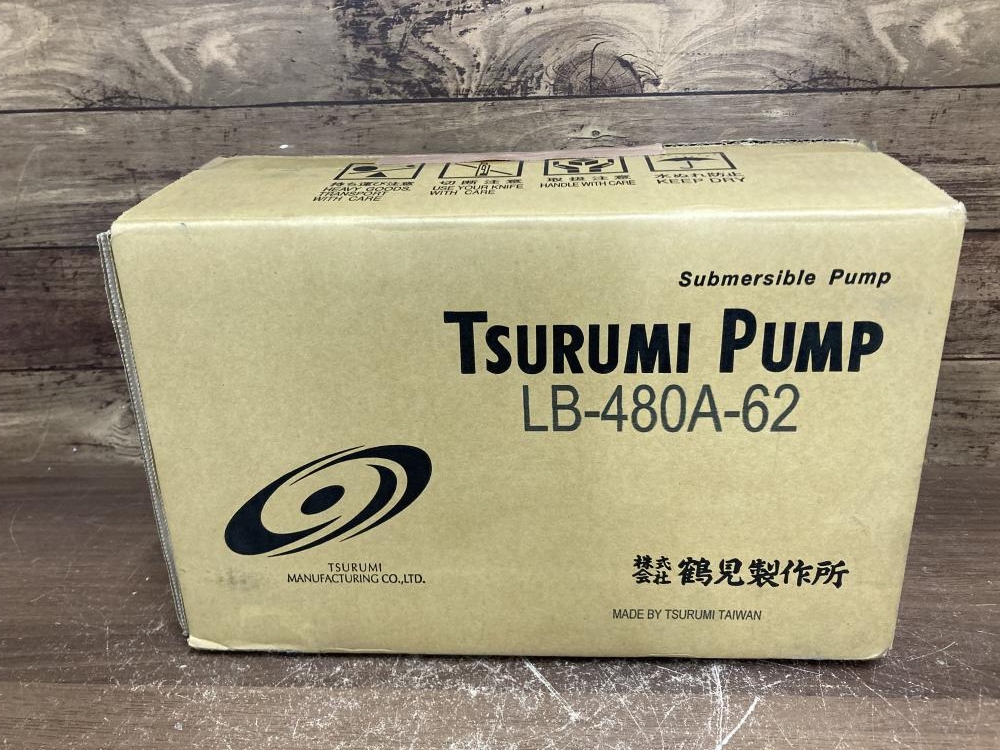 持ち運び注意
HEAVY GOODS,
TRANSPORT
WITH CARE
切断注意
USE YOUR KNIFE
WITH CARE
取扱注意
HANDLE WITH CARE
水ぬれ防止
KEEP DRY
Submersible Pump
TSURUMI PUMP
LB-480A-62
TSURUMI
MANUFACTURING CO.,LTD.
株式会社 鶴見製作所
MADE BY TSURUMI TAIWAN